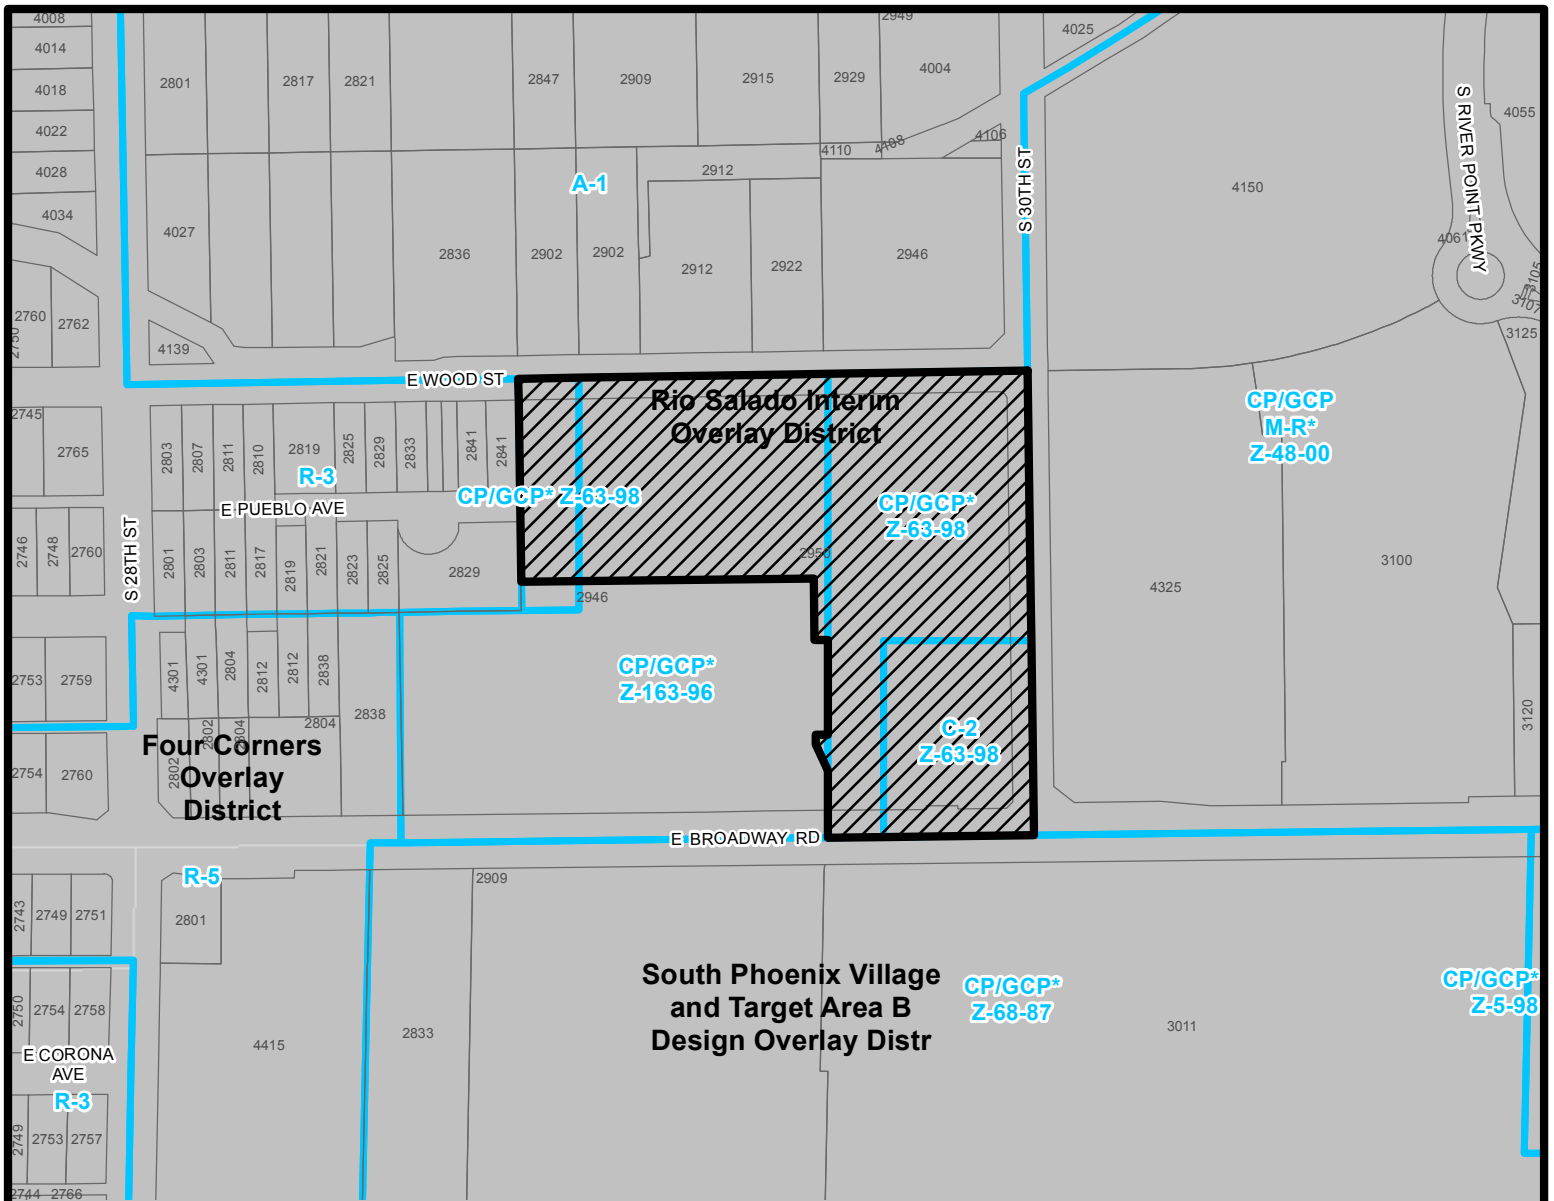 4008
2949
4025
4014
2801
2817
2821
2847
2909
2915
2929
4004
4018
4055
4022
4110
4108
4106
4028
2912
A-1
4150
S 30TH ST
S RIVER POINT PKWY
4034
4027
2836
2902
2902
2912
2922
2946
4061
3105
3107
2760
2762
2750
3125
4139
E WOOD ST
Rio Salado Interim
Overlay District
CP/GCP
M-R*
Z-48-00
2745
2765
2803
2807
2811
2810
2819
2825
2829
2833
2841
2841
R-3
CP/GCP* Z-63-98
CP/GCP*
Z-63-98
E PUEBLO AVE
S 28TH ST
2746
2748
2760
2801
2803
2811
2817
2819
2821
2823
2825
2829
2950
3100
4325
2946
2753
2759
4301
4301
2804
2812
2812
2838
2838
CP/GCP*
Z-163-96
2802
2802
2804
2804
3120
C-2
Z-63-98
Four Corners
Overlay
District
2754
2760
E BROADWAY RD
R-5
2909
2743
2749
2751
2801
South Phoenix Village
and Target Area B
Design Overlay Distr
CP/GCP*
Z-68-87
CP/GCP*
Z-5-98
2750
2754
2758
4415
2833
3011
E CORONA
AVE
R-3
2749
2753
2757
2744
2766